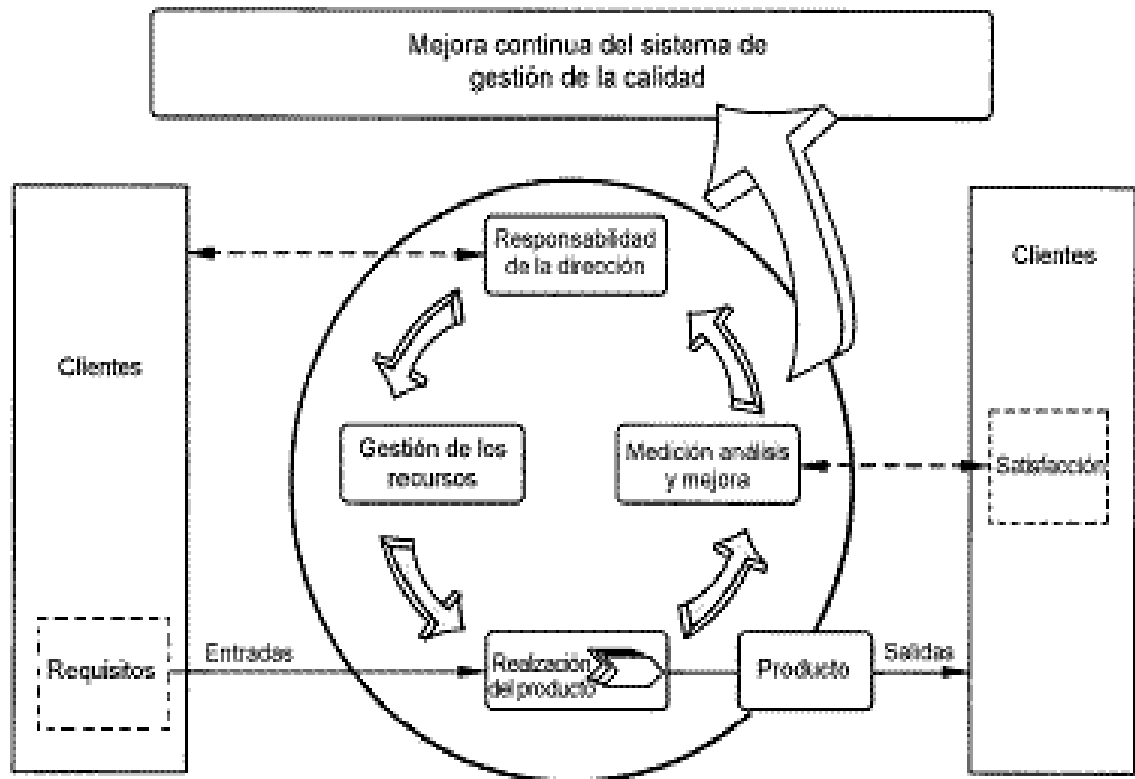 Mejora continua del sistema de
gestión de la calidad
Responsabilidad
de la dirección
Clientes
Clientes
Gestión de los
recursos
Medición análisis
y mejora
Satisfacción
Requisitos
Entradas
Realzación
del producto
Producto
Salidas